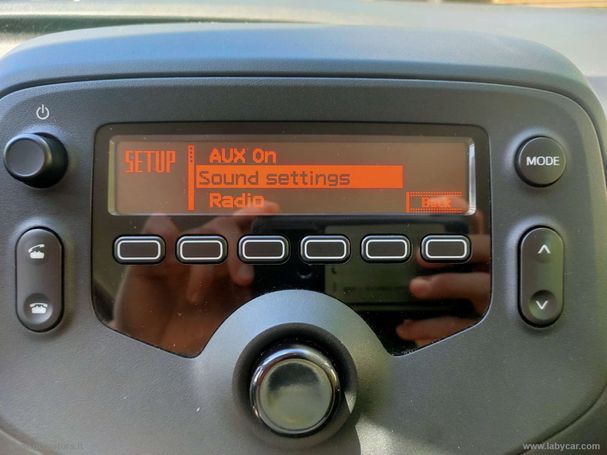 SETUP
AUX On
Sound settings
Radio
Back
MODE
www.labycar.com